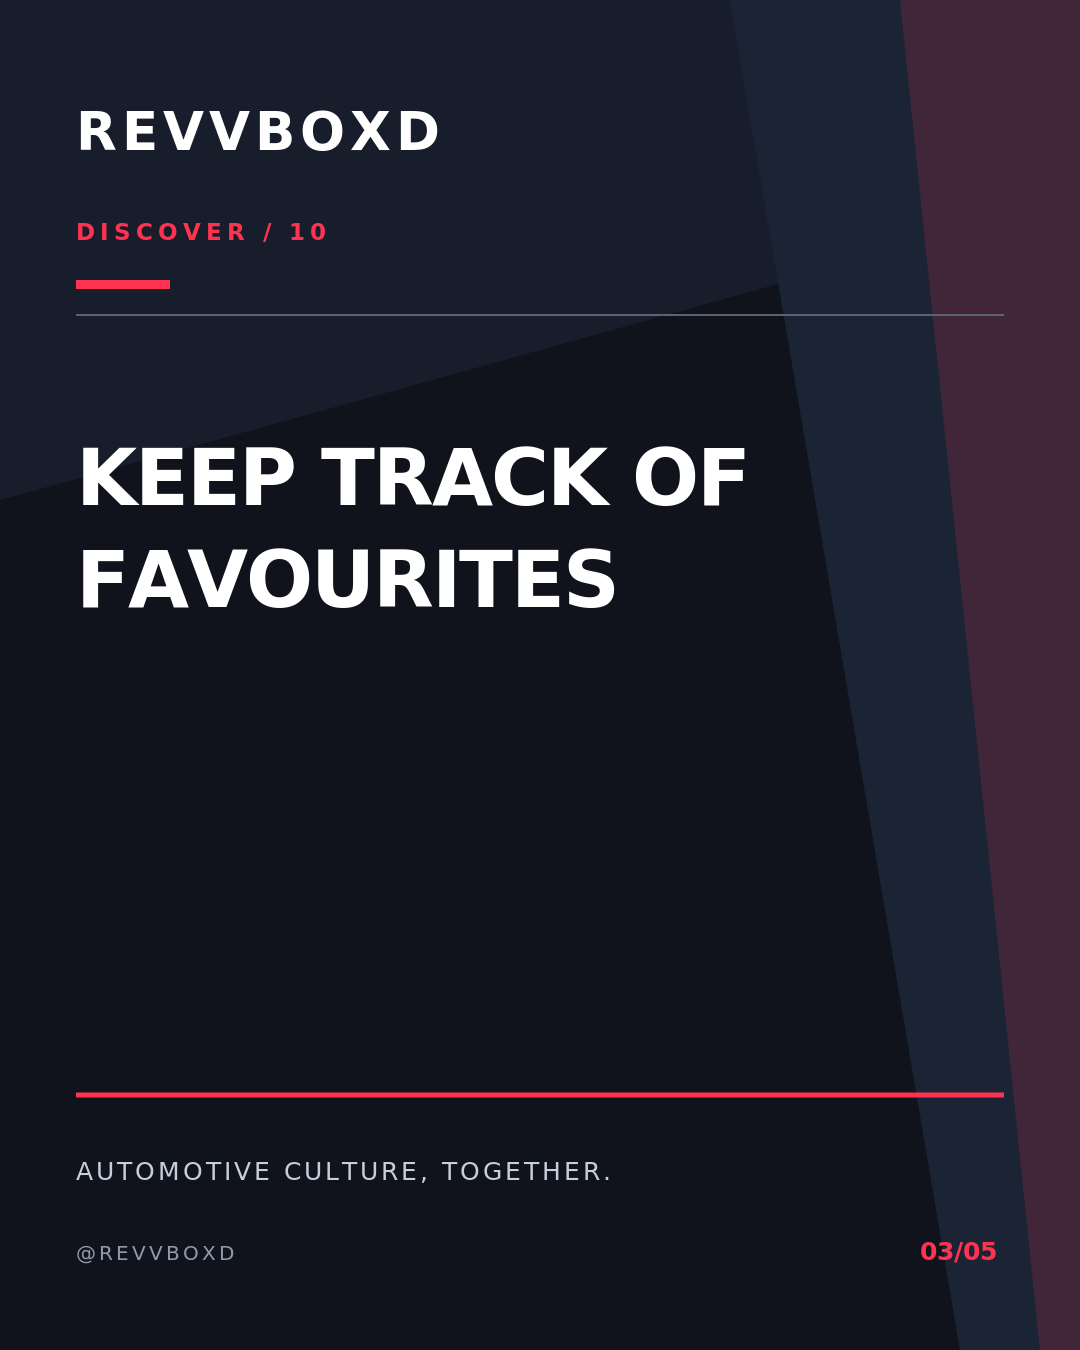 REVVBOXD
DISCOVER / 10
KEEP TRACK OF
FAVOURITES
AUTOMOTIVE CULTURE, TOGETHER.
@REVVBOXD
03/05